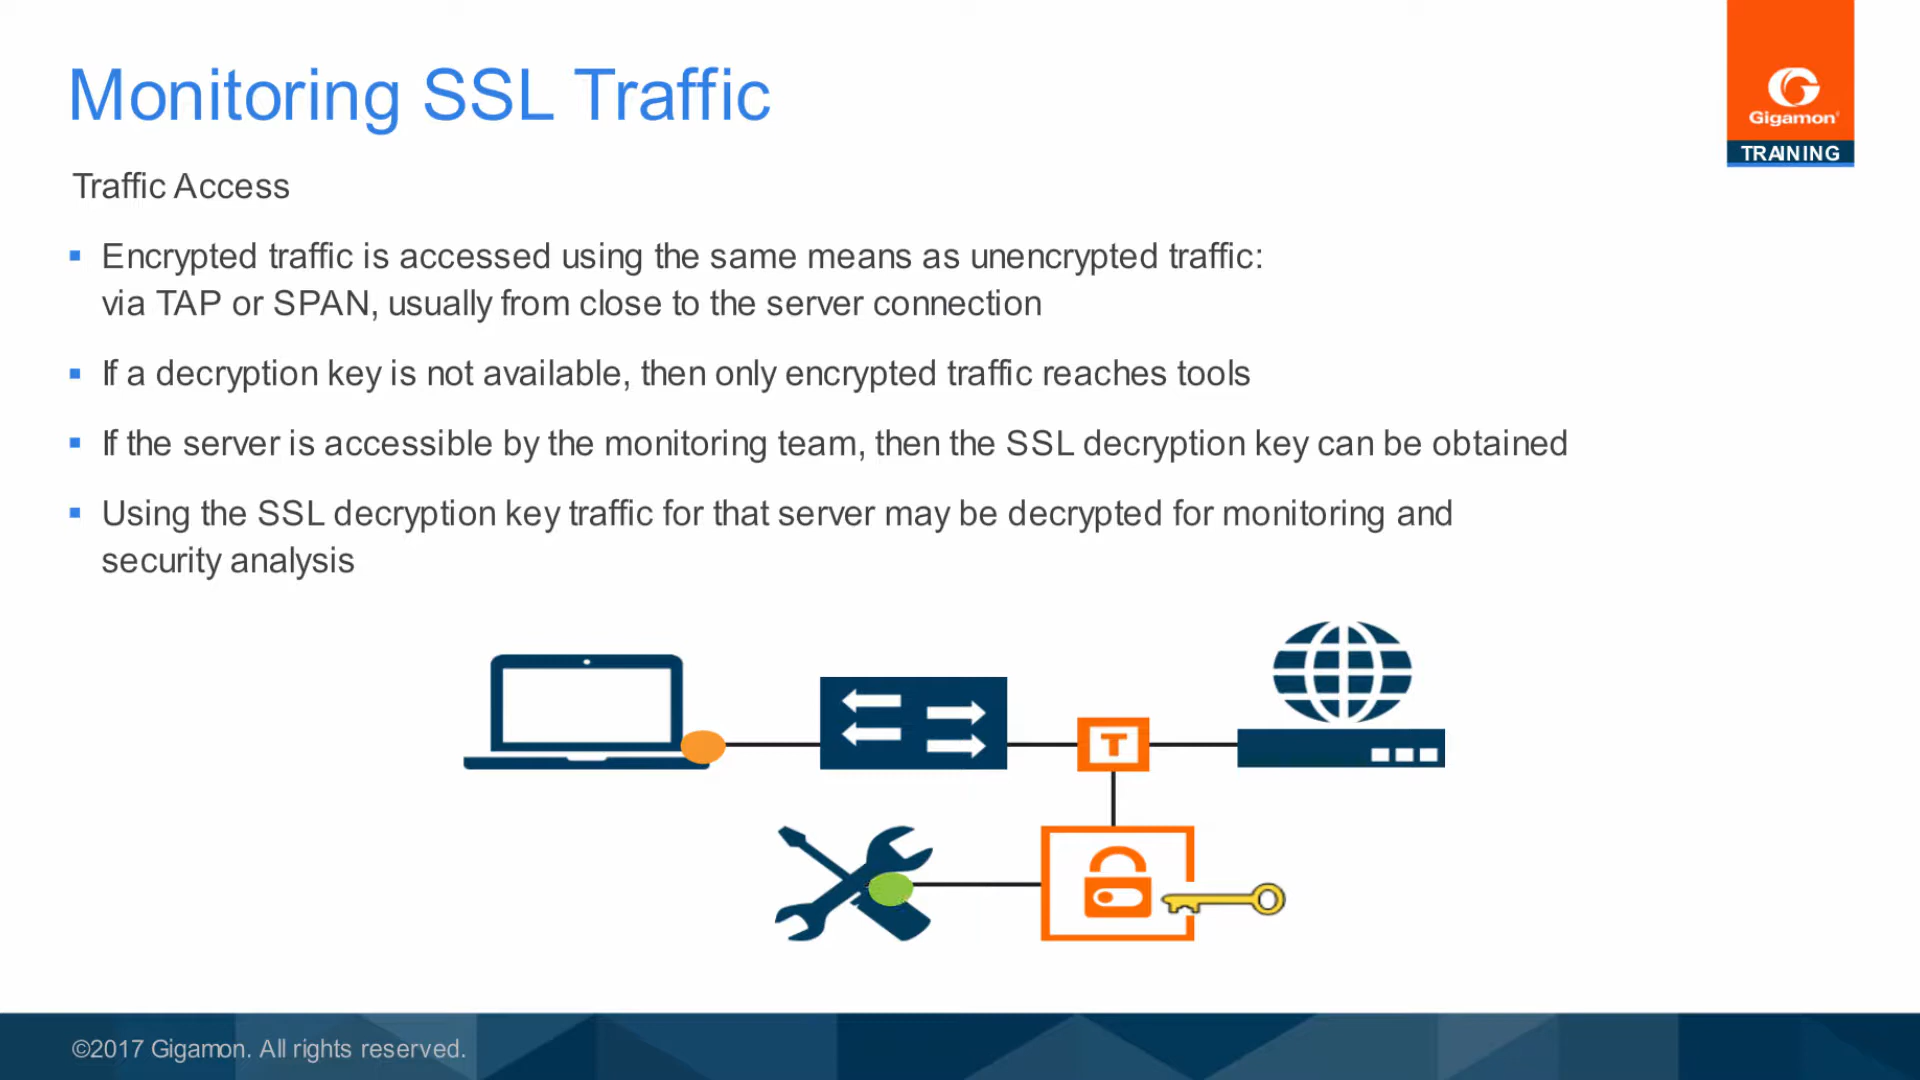 Monitoring SSL Traffic
Gigamon®
TRAINING
Traffic Access
Encrypted traffic is accessed using the same means as unencrypted traffic:
via TAP or SPAN, usually from close to the server connection
If a decryption key is not available, then only encrypted traffic reaches tools
If the server is accessible by the monitoring team, then the SSL decryption key can be obtained
Using the SSL decryption key traffic for that server may be decrypted for monitoring and
security analysis
T
©2017 Gigamon. All rights reserved.